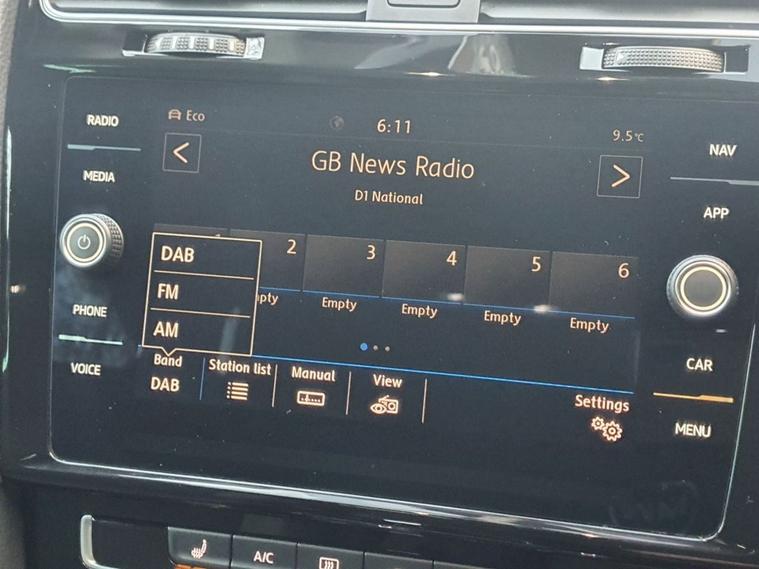 RADIO
MEDIA
PHONE
VOICE
Eco
6:11
9.5°C
GB News Radio
D1 National
< >
2 3 4 5 6
DAB
FM
AM
Empty Empty Empty Empty
Band
DAB
Station list
Manual
View
Settings
NAV
APP
CAR
MENU
A/C